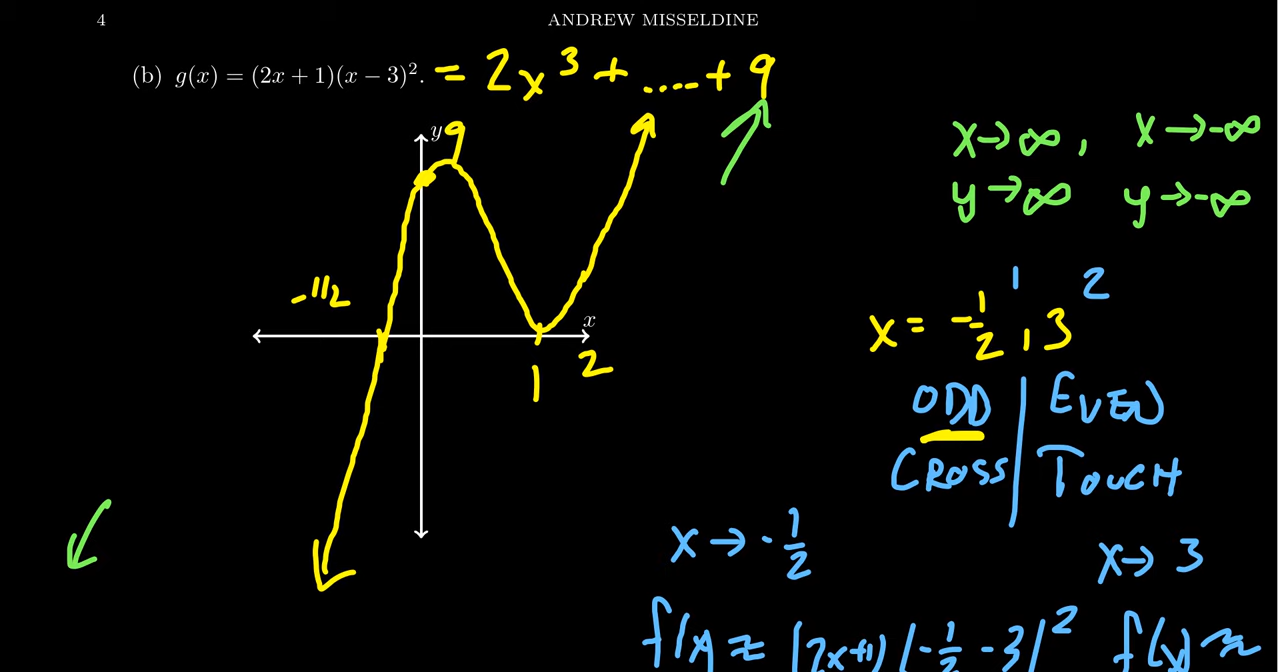 4 ANDREW MISSELDINE
(b) g(x) = (2x + 1)(x − 3)². = 2x³ + .... + 9
y 9
x → ∞, x → -∞
y → ∞ y → -∞
-1/2
x
1 2
x = -1/2 ¹, 3 ²
ODD | EVEN
CROSS | TOUCH
x → -1/2 x → 3
f(x) ≈ (2x+1)(-1/2 - 3)² f(x) ≈